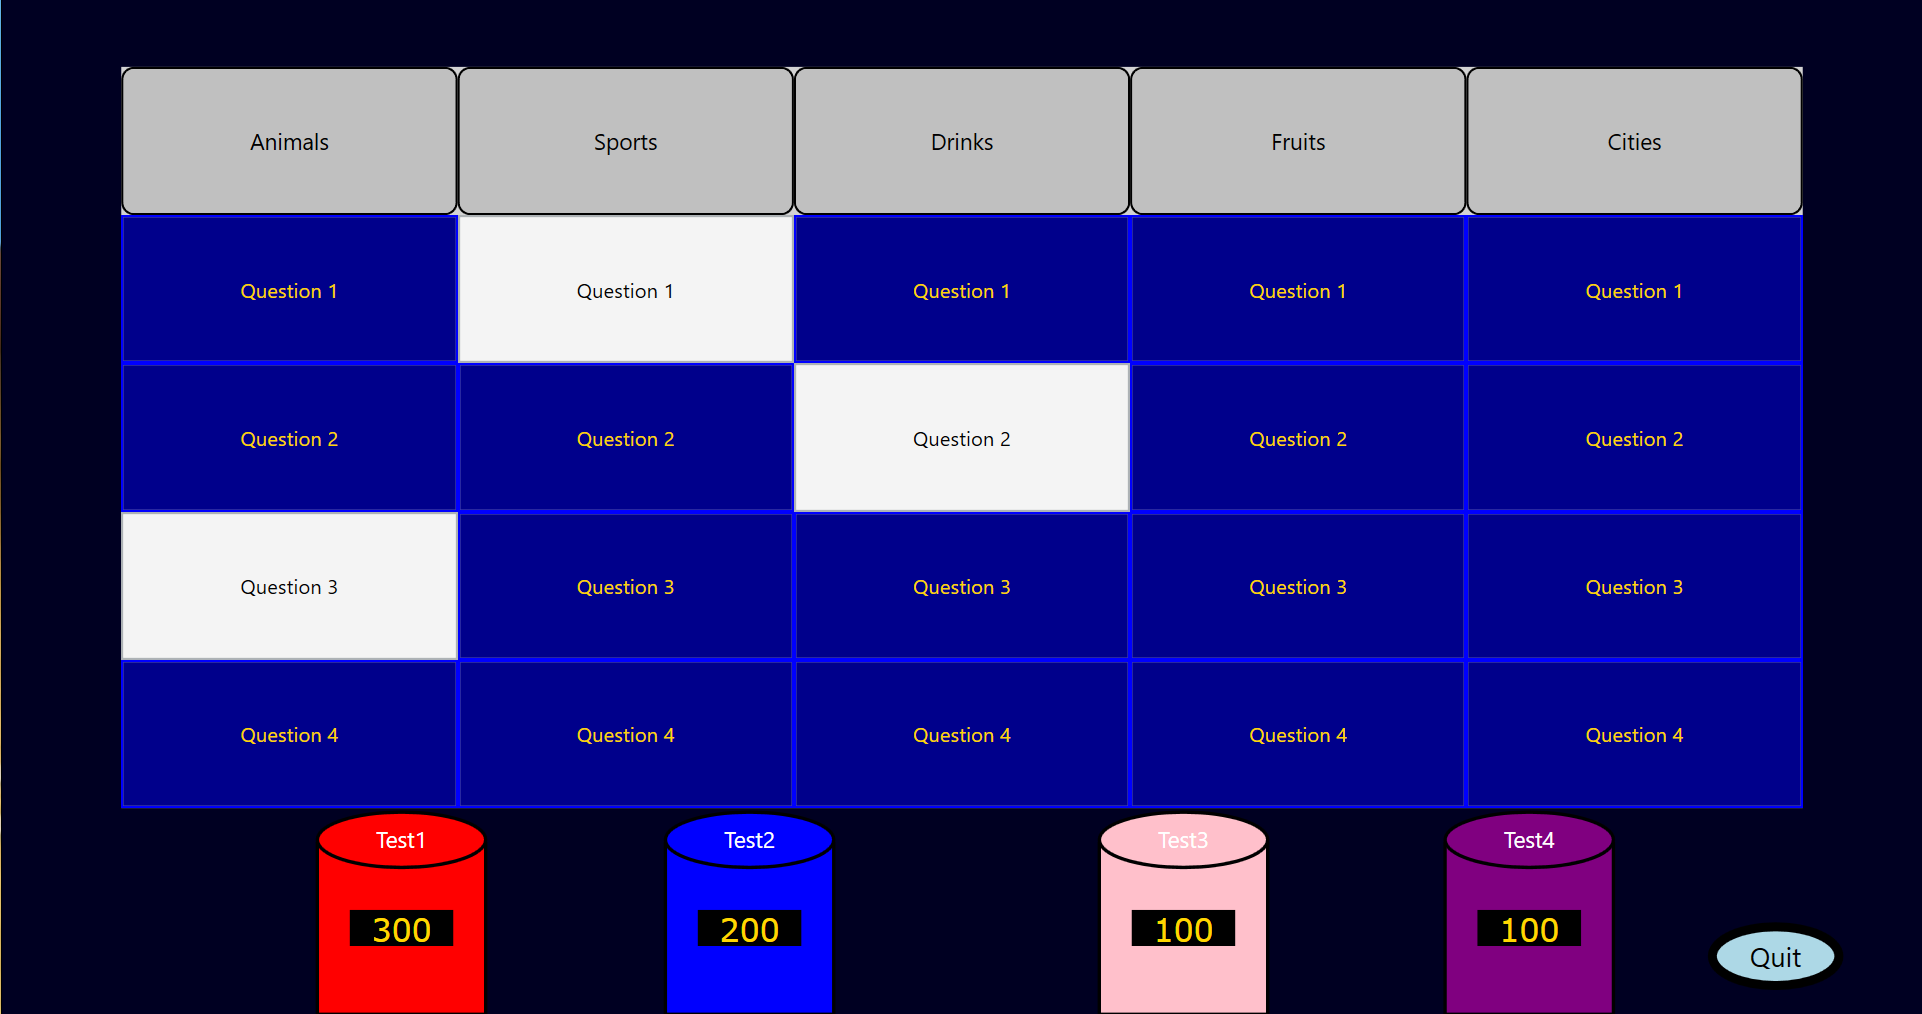 Animals Sports Drinks Fruits Cities
Question 1 Question 1 Question 1 Question 1 Question 1
Question 2 Question 2 Question 2 Question 2 Question 2
Question 3 Question 3 Question 3 Question 3 Question 3
Question 4 Question 4 Question 4 Question 4 Question 4
Test1 Test2 Test3 Test4
300 200 100 100
Quit